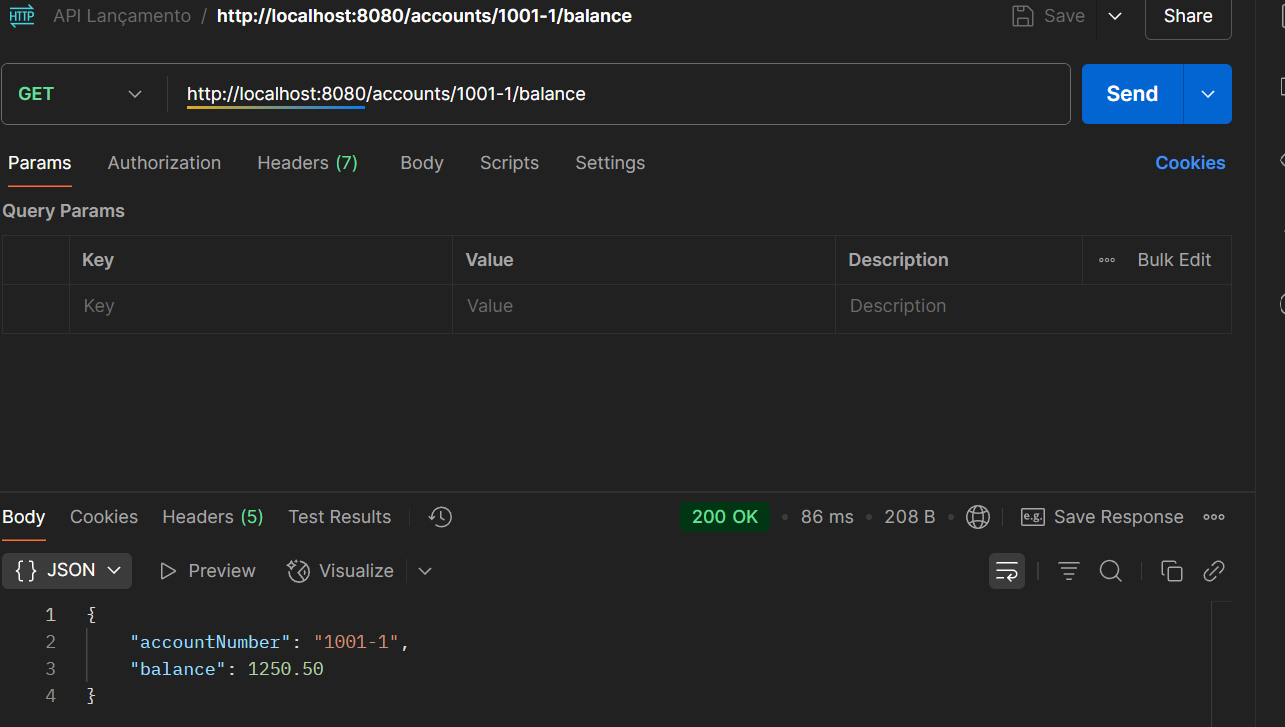 HTTP API Lançamento / http://localhost:8080/accounts/1001-1/balance Save Share
GET http://localhost:8080/accounts/1001-1/balance Send
Params Authorization Headers (7) Body Scripts Settings Cookies
Query Params
Key Value Description Bulk Edit
Key Value Description
Body Cookies Headers (5) Test Results 200 OK • 86 ms • 208 B • e.g. Save Response
{} JSON Preview Visualize
1 {
2 "accountNumber": "1001-1",
3 "balance": 1250.50
4 }